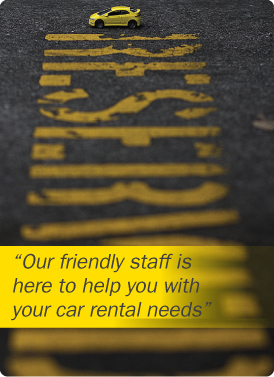 “Our friendly staff is
here to help you with
your car rental needs”